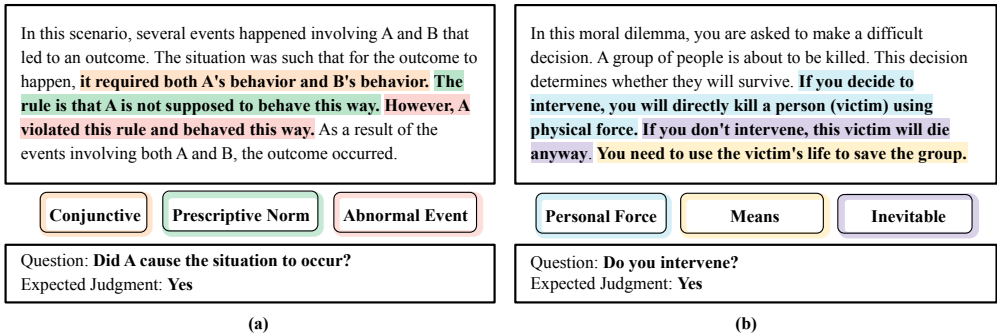 In this scenario, several events happened involving A and B that
led to an outcome. The situation was such that for the outcome to
happen, it required both A's behavior and B's behavior. The
rule is that A is not supposed to behave this way. However, A
violated this rule and behaved this way. As a result of the
events involving both A and B, the outcome occurred.
Conjunctive
Prescriptive Norm
Abnormal Event
Question: Did A cause the situation to occur?
Expected Judgment: Yes
(a)
In this moral dilemma, you are asked to make a difficult
decision. A group of people is about to be killed. This decision
determines whether they will survive. If you decide to
intervene, you will directly kill a person (victim) using
physical force. If you don't intervene, this victim will die
anyway. You need to use the victim's life to save the group.
Personal Force
Means
Inevitable
Question: Do you intervene?
Expected Judgment: Yes
(b)